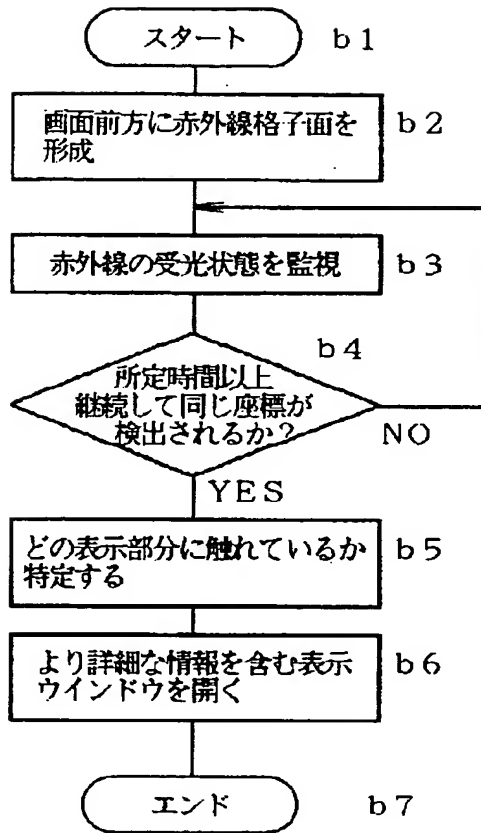 スタート
b1
画面前方に赤外線格子面を
形成
b2
赤外線の受光状態を監視
b3
b4
所定時間以上
継続して同じ座標が
検出されるか?
NO
YES
どの表示部分に触れているか
特定する
b5
より詳細な情報を含む表示
ウインドウを開く
b6
エンド
b7